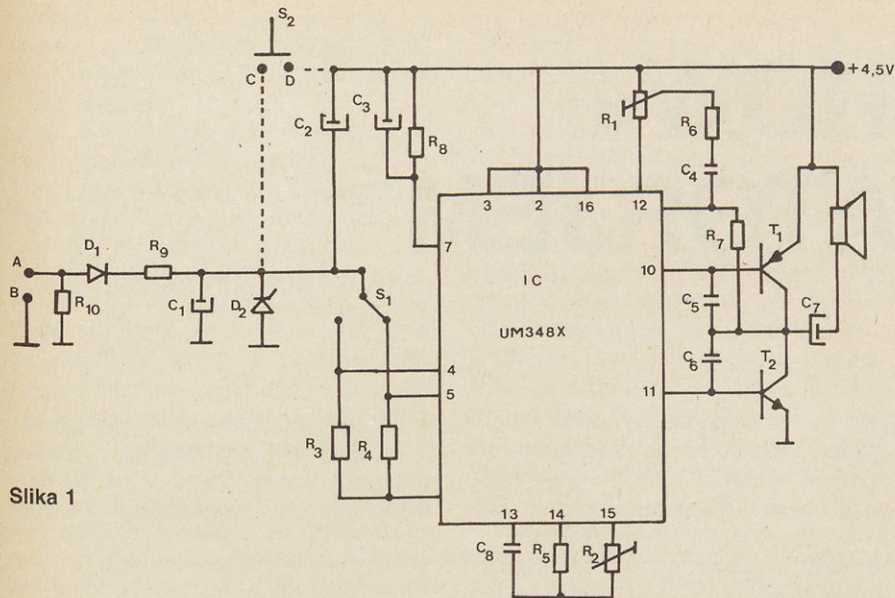 S2
C D
+4,5V
C2
C3
R8
R1
R6
C4
3 2 16 12
7
R7
T1
A
B
D1
R9
R10
C1
D2
S1
IC
UM348X
10
C5
C7
C6
T2
11
4
5
R3
R4
Slika 1
13 14 15
C8
R5
R2